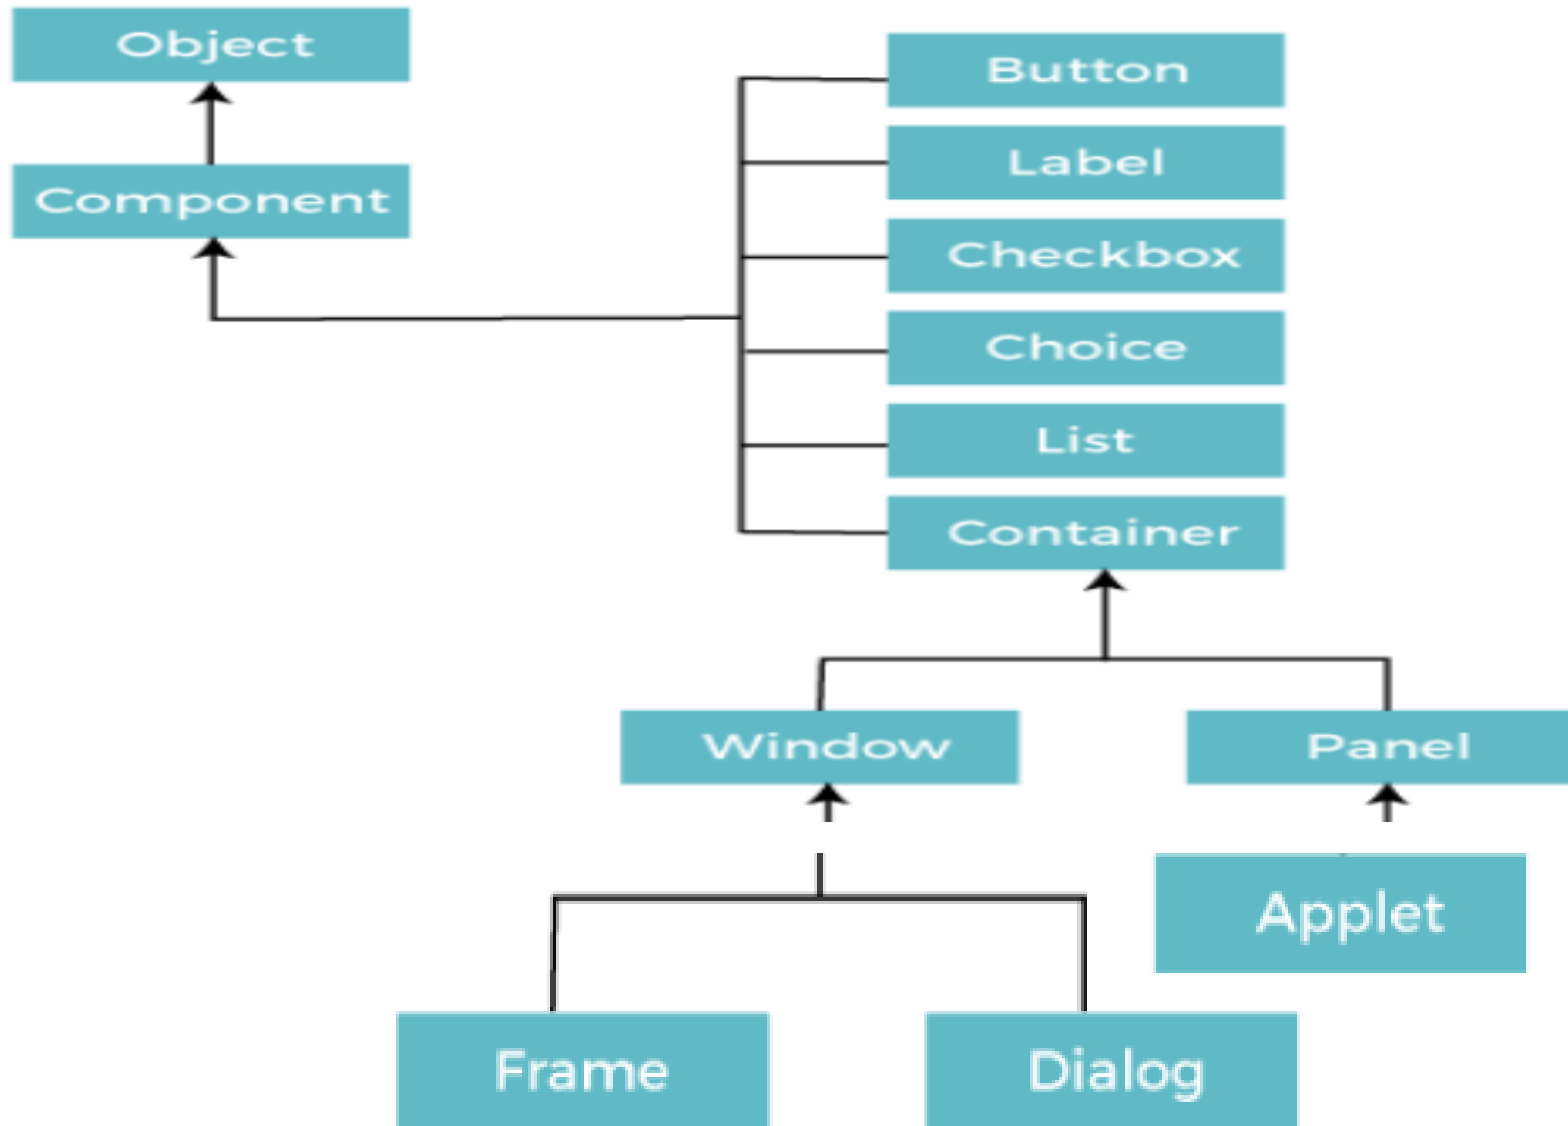 Object
Component
Button
Label
Checkbox
Choice
List
Container
Window
Panel
Applet
Frame
Dialog